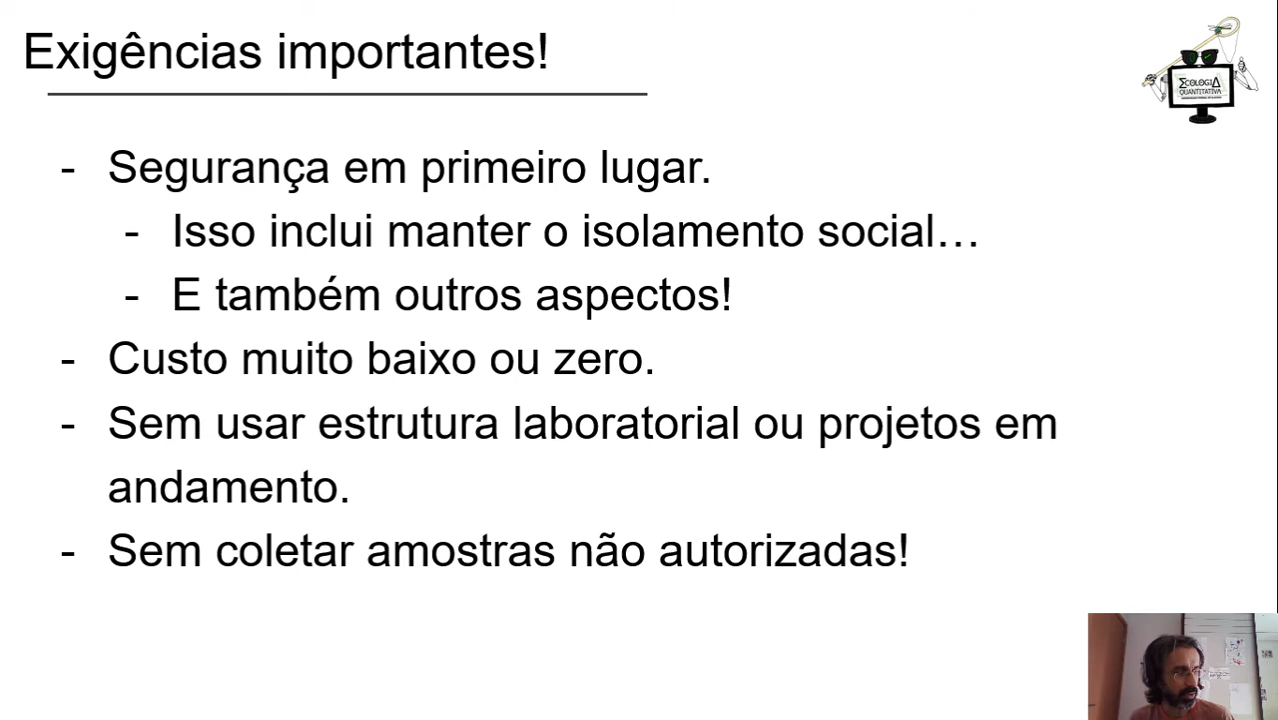 Exigências importantes!
ΣCOLOGIΔ
QUANTITATIVA
- Segurança em primeiro lugar.
- Isso inclui manter o isolamento social…
- E também outros aspectos!
- Custo muito baixo ou zero.
- Sem usar estrutura laboratorial ou projetos em
andamento.
- Sem coletar amostras não autorizadas!